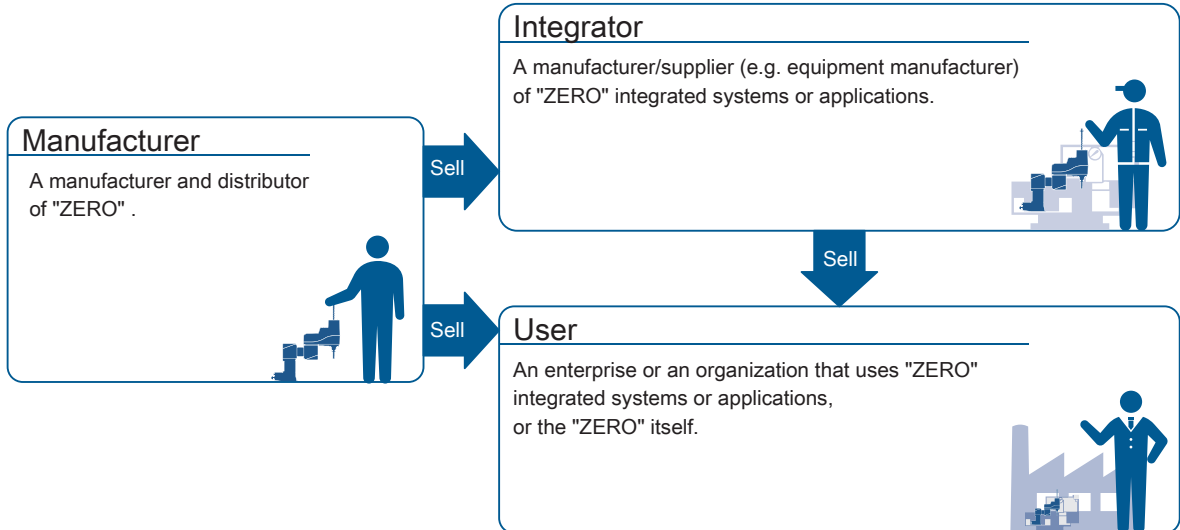 Manufacturer
A manufacturer and distributor
of "ZERO" .
Sell
Sell
Integrator
A manufacturer/supplier (e.g. equipment manufacturer)
of "ZERO" integrated systems or applications.
Sell
User
An enterprise or an organization that uses "ZERO"
integrated systems or applications,
or the "ZERO" itself.